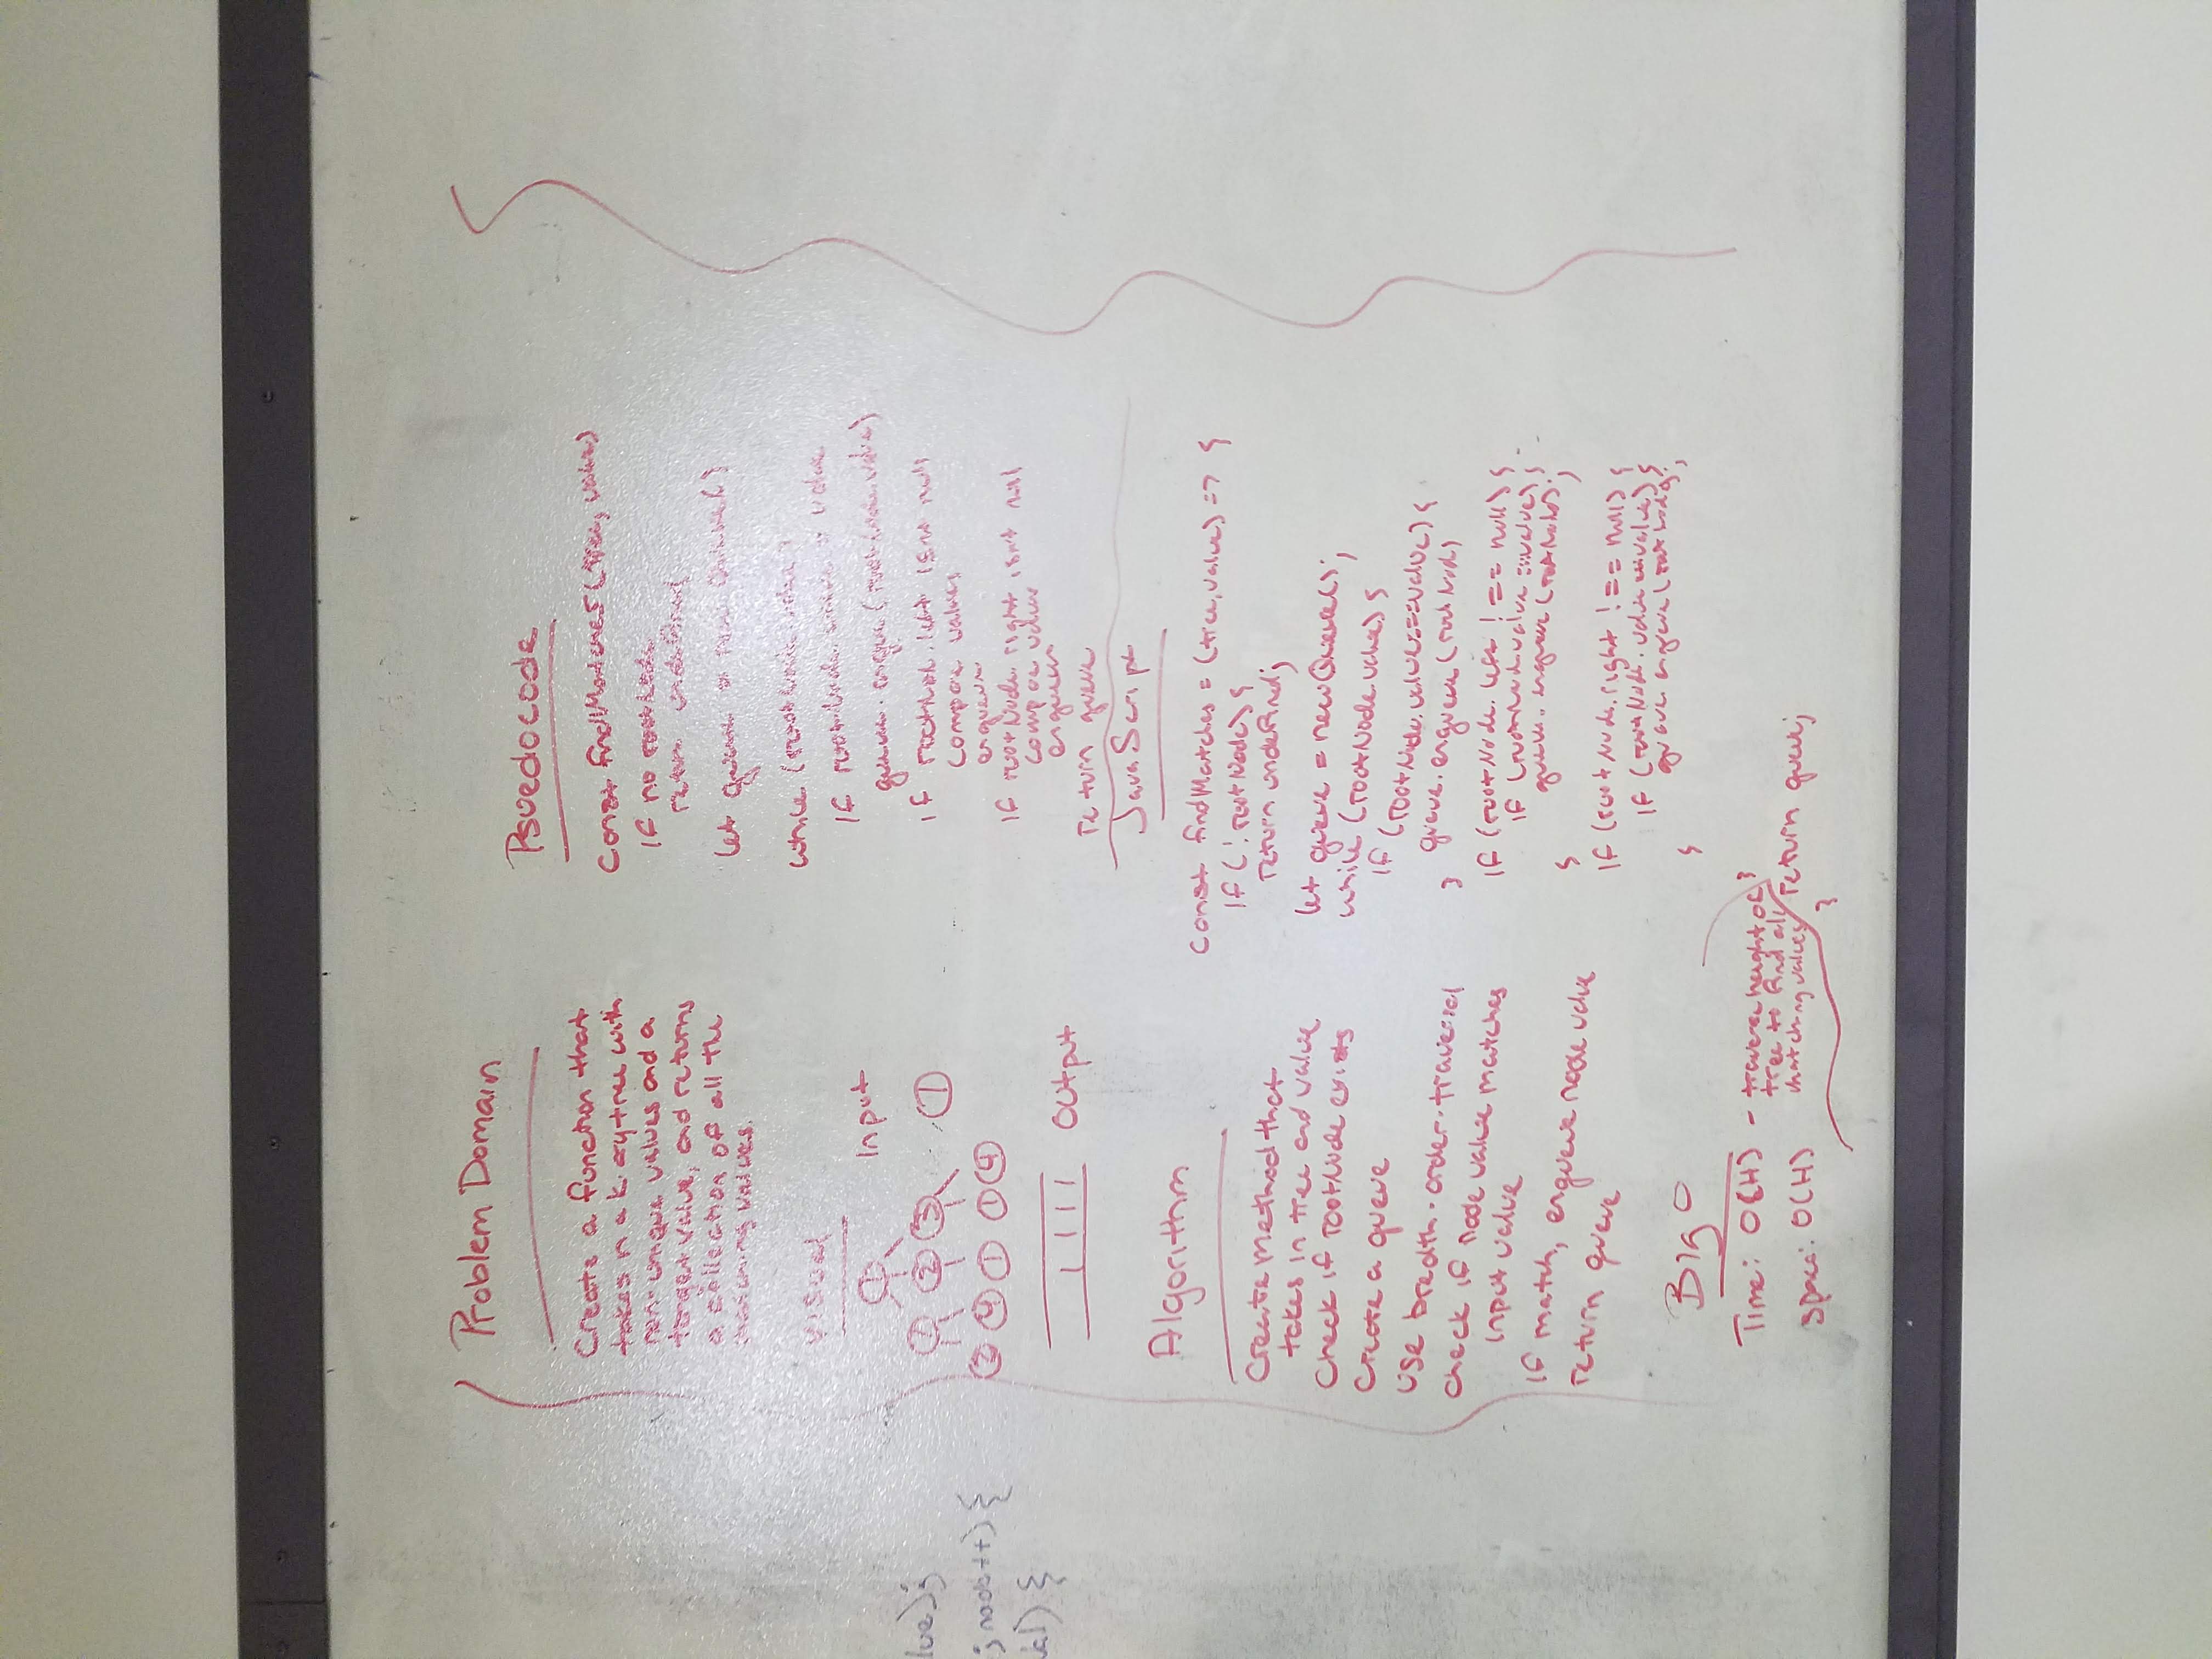 Problem Domain
Create a function that
takes n a K-ary tree with
non-unique values and a
target value, and returns
a collection of all the
matching values.
Visual
1
Input
1 2 3
1
2 4 1 1 4
1 1 1 1
Output
Algorithm
Create method that
takes in tree and value
Check if rootNode exists
Create a queue
Use bredth-order-traversal
Check if node value matches
input value
If match, enqueue node value
return queue
Big O
Time: O(H) - traverse height of
tree to find all
matching values
Space: O(H)
Psuedocode
Const findMatches (tree, value)
If no rootNode
return undefined
let queue = new Queue()
while (rootNode.value)
If rootNode.value = value
queue.enqueue (rootNode.value)
if rootNode.left isnt null
compare values
enqueue
if rootNode.right isn't null
compare values
enqueue
return queue
JavaScript
Const findMatches = (tree, value) => {
If (!rootNode) {
return undefined;
let queue = new Queue();
while (rootNode.value) {
If (rootNode.value===value) {
queue.enqueue (rootNode)
}
if (rootNode.left !== null) {
if (rootNode.value ===value) {
queue.enqueue (rootNode);
}
if (rootNode.right !== null) {
If (rootNode.value ===value) {
queue.enqueue (rootNode);
}
}
return queue;
}
lue);
; node++) {
val) {